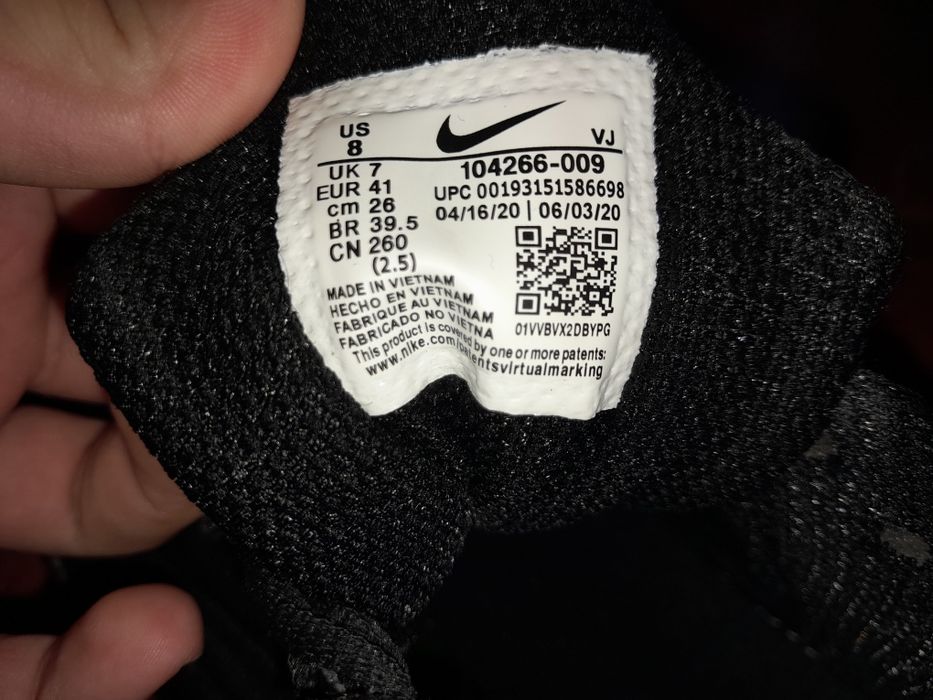 US
8
VJ
UK 7
EUR 41
cm 26
BR 39.5
CN 260
(2.5)
104266-009
UPC 00193151586698
04/16/20 | 06/03/20
01VVBVX2DBYPG
MADE IN VIETNAM
HECHO EN VIETNAM
FABRIQUE AU VIETNAM
FABRICADO NO VIETNA
This product is covered by one or more patents:
www.nike.com/patentsvirtualmarking